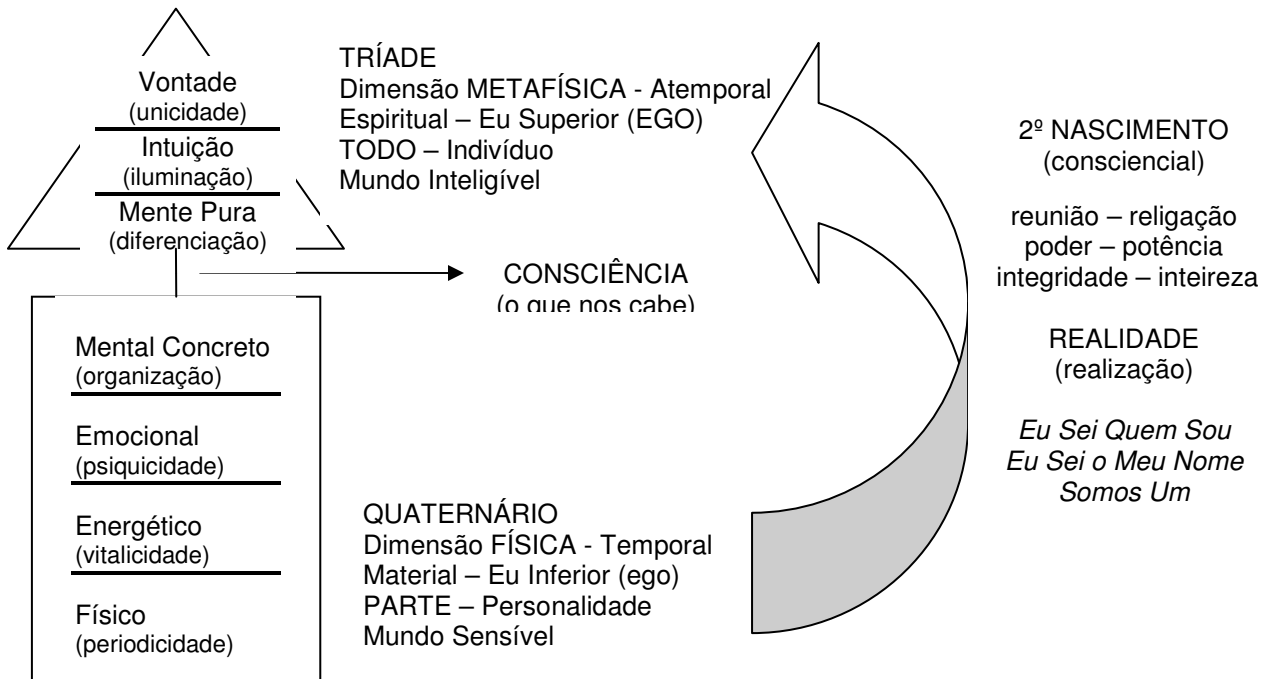 Vontade
(unicidade)
Intuição
(iluminação)
Mente Pura
(diferenciação)
TRÍADE
Dimensão METAFÍSICA - Atemporal
Espiritual – Eu Superior (EGO)
TODO – Indivíduo
Mundo Inteligível
CONSCIÊNCIA
(o que nos cabe)
Mental Concreto
(organização)
Emocional
(psiquicidade)
Energético
(vitalicidade)
Físico
(periodicidade)
QUATERNÁRIO
Dimensão FÍSICA - Temporal
Material – Eu Inferior (ego)
PARTE – Personalidade
Mundo Sensível
2º NASCIMENTO
(consciencial)
reunião – religação
poder – potência
integridade – inteireza
REALIDADE
(realização)
Eu Sei Quem Sou
Eu Sei o Meu Nome
Somos Um